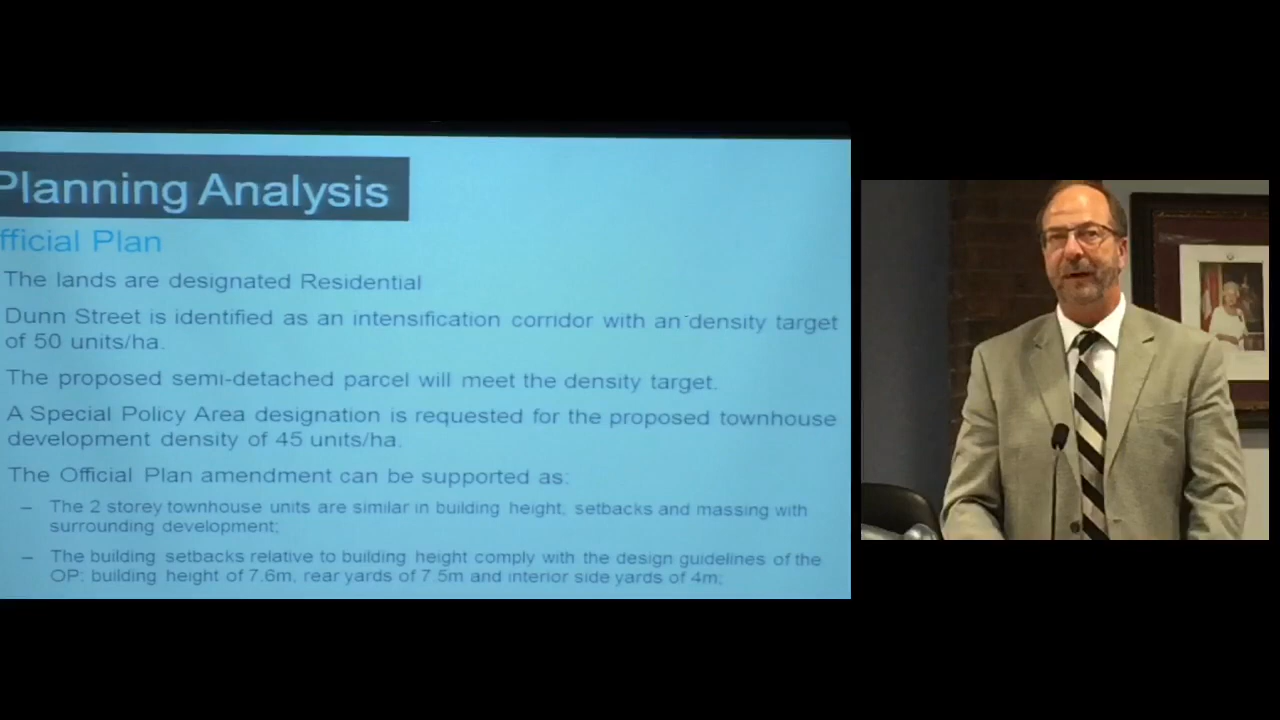 Planning Analysis
fficial Plan
The lands are designated Residential
Dunn Street is identified as an intensification corridor with an density target
of 50 units/ha.
The proposed semi-detached parcel will meet the density target.
A Special Policy Area designation is requested for the proposed townhouse
development density of 45 units/ha.
The Official Plan amendment can be supported as:
– The 2 storey townhouse units are similar in building height, setbacks and massing with
surrounding development;
– The building setbacks relative to building height comply with the design guidelines of the
OP; building height of 7.6m, rear yards of 7.5m and interior side yards of 4m;